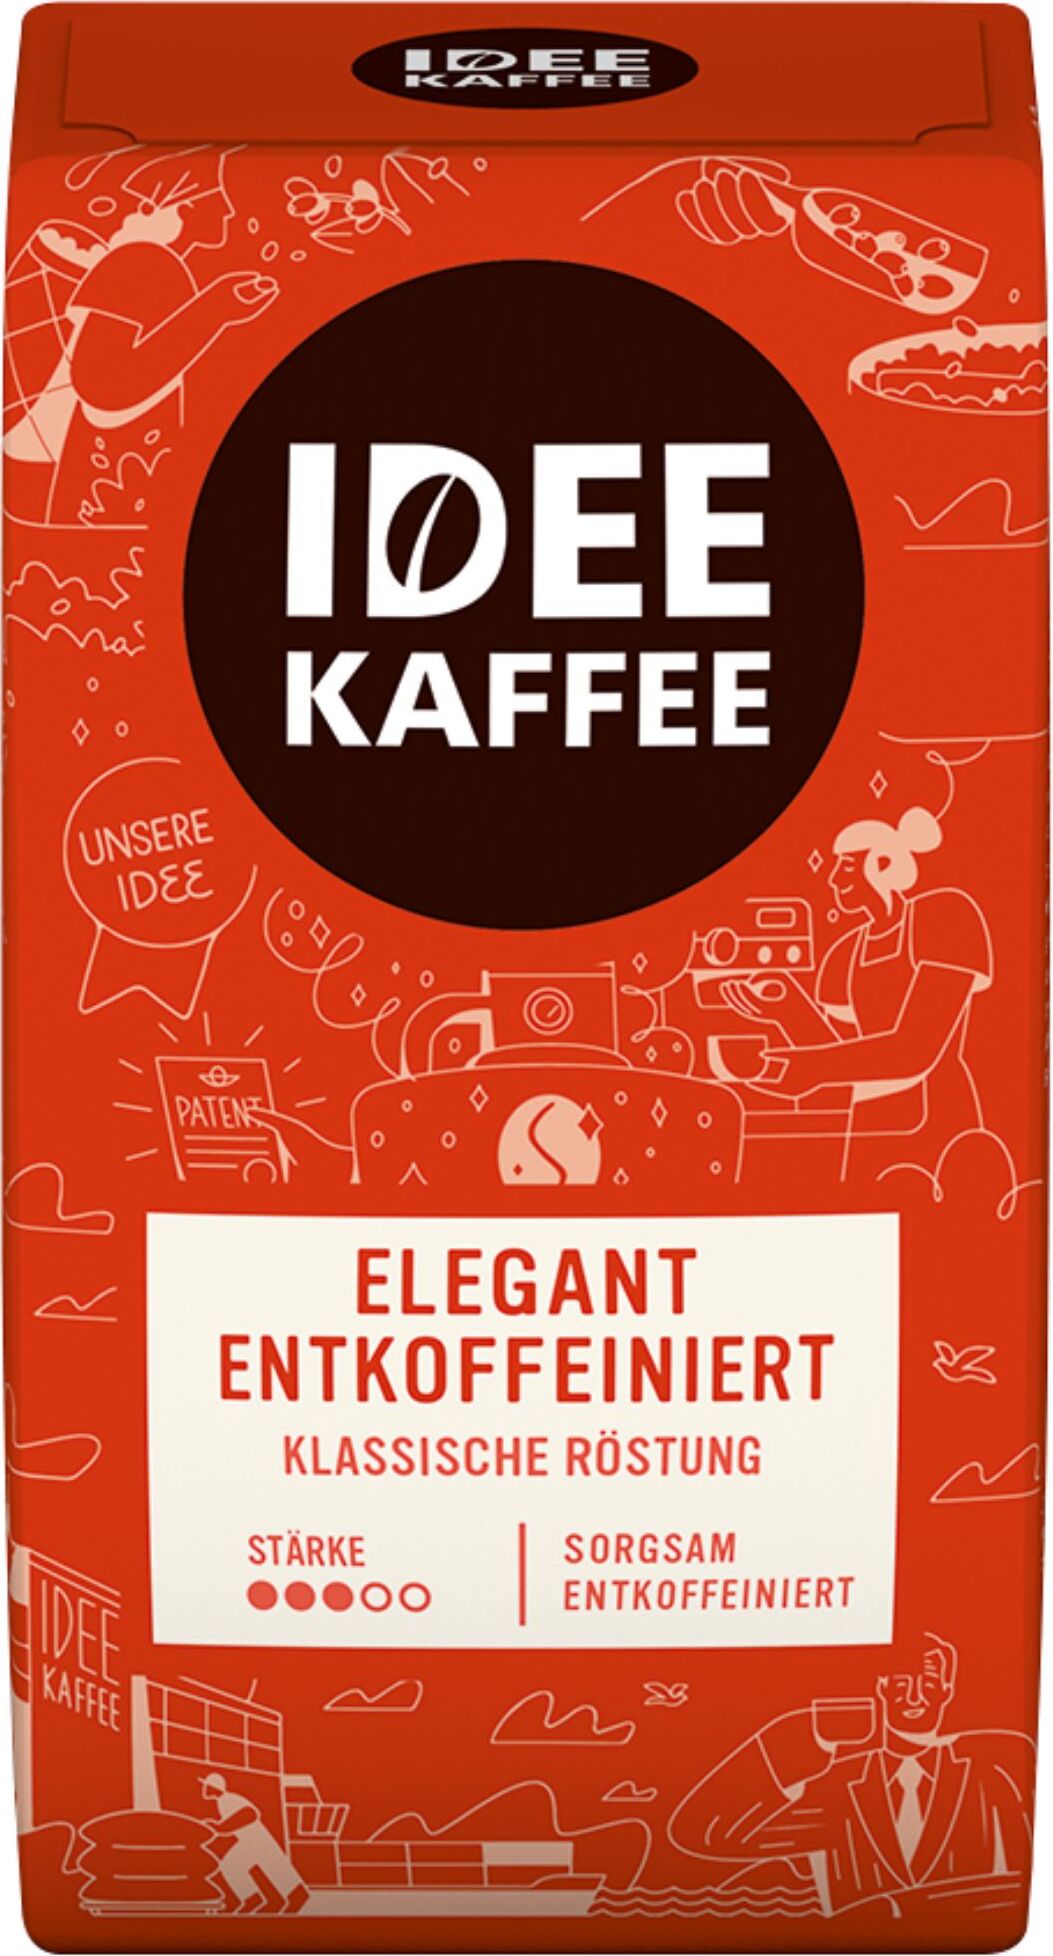 IDEE
KAFFEE
IDEE
KAFFEE
UNSERE
IDEE
PATENT
ELEGANT
ENTKOFFEINIERT
KLASSISCHE RÖSTUNG
STÄRKE
SORGSAM
ENTKOFFEINIERT
IDEE
KAFFEE